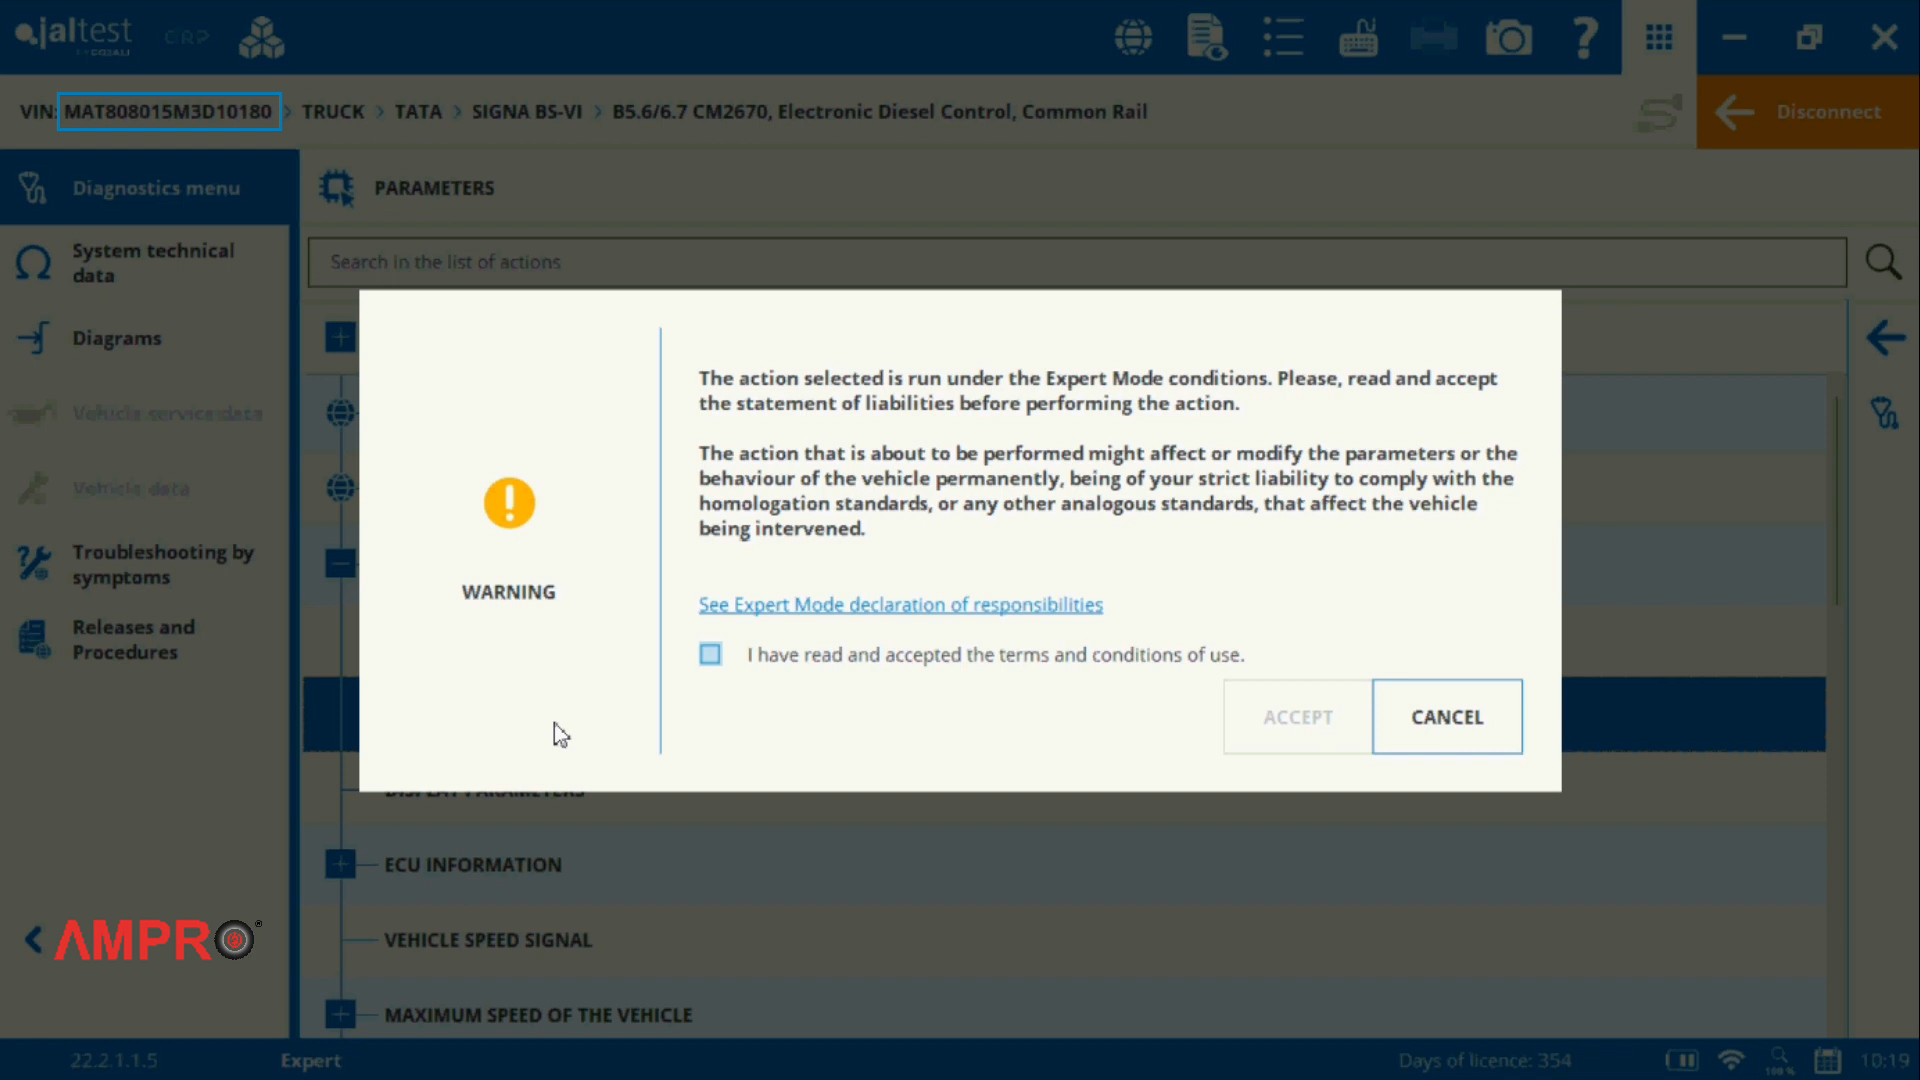 jaltest
BY COJALI
GRP
VIN: MAT808015M3D10180 > TRUCK > TATA > SIGNA BS-VI > B5.6/6.7 CM2670, Electronic Diesel Control, Common Rail
Disconnect
Diagnostics menu
System technical
data
Diagrams
Vehicle service data
Vehicle data
Troubleshooting by
symptoms
Releases and
Procedures
AMPRO
PARAMETERS
Search in the list of actions
WARNING
The action selected is run under the Expert Mode conditions. Please, read and accept
the statement of liabilities before performing the action.
The action that is about to be performed might affect or modify the parameters or the
behaviour of the vehicle permanently, being of your strict liability to comply with the
homologation standards, or any other analogous standards, that affect the vehicle
being intervened.
See Expert Mode declaration of responsibilities
I have read and accepted the terms and conditions of use.
ACCEPT
CANCEL
DISPLAY PARAMETERS
ECU INFORMATION
VEHICLE SPEED SIGNAL
MAXIMUM SPEED OF THE VEHICLE
22.2.1.1.5
Expert
Days of licence: 354
100 %
10:19